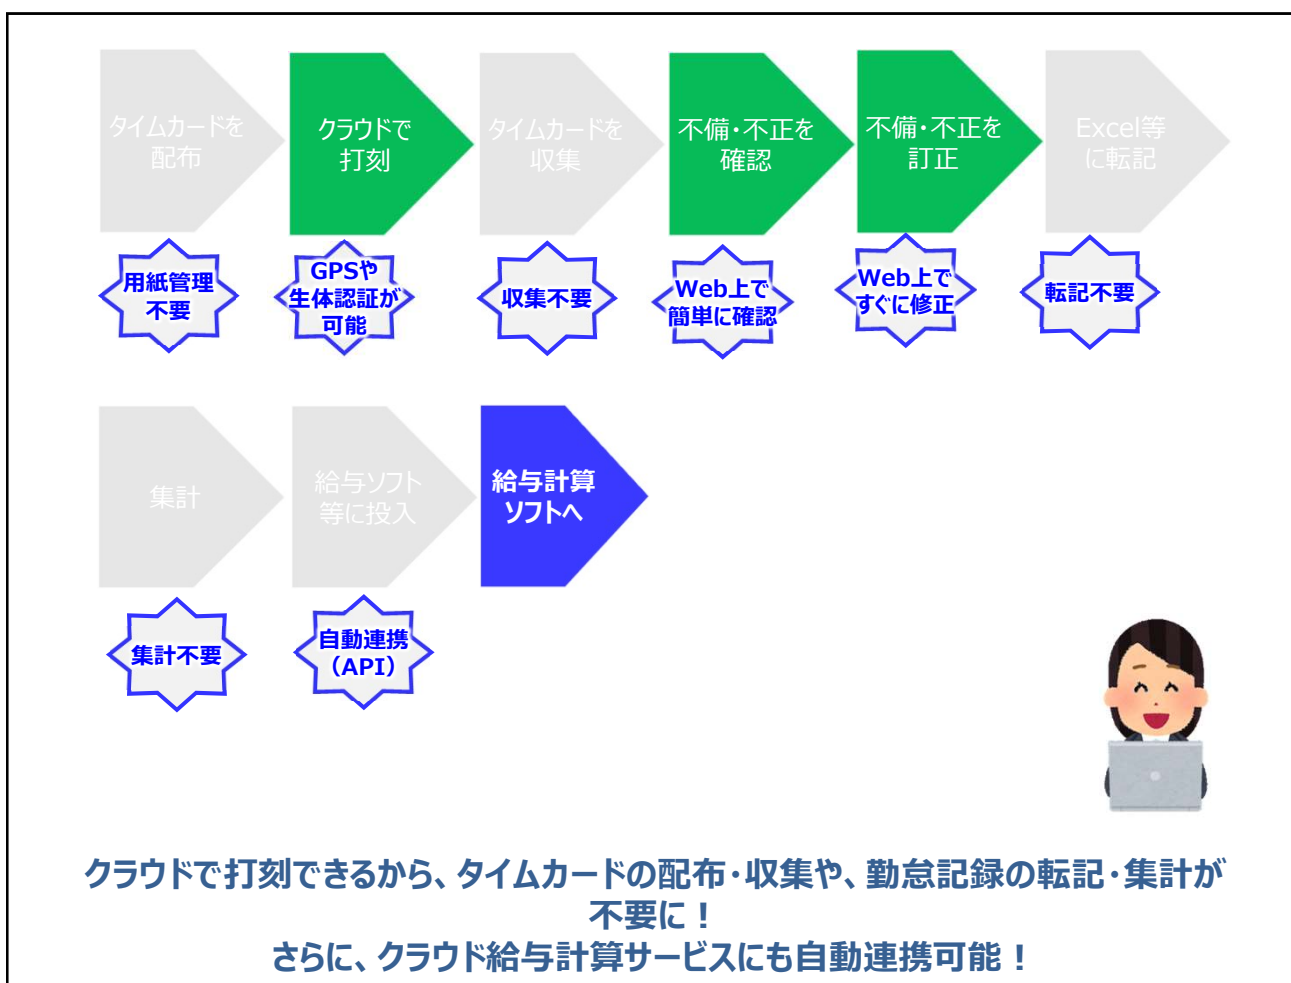 タイムカードを
配布
クラウドで
打刻
タイムカードを
収集
不備・不正を
確認
不備・不正を
訂正
Excel等
に転記
用紙管理
不要
GPSや
生体認証が
可能
収集不要
Web上で
簡単に確認
Web上で
すぐに修正
転記不要
集計
給与ソフト
等に投入
給与計算
ソフトへ
集計不要
自動連携
（API）
クラウドで打刻できるから、タイムカードの配布・収集や、勤怠記録の転記・集計が
不要に！
さらに、クラウド給与計算サービスにも自動連携可能！